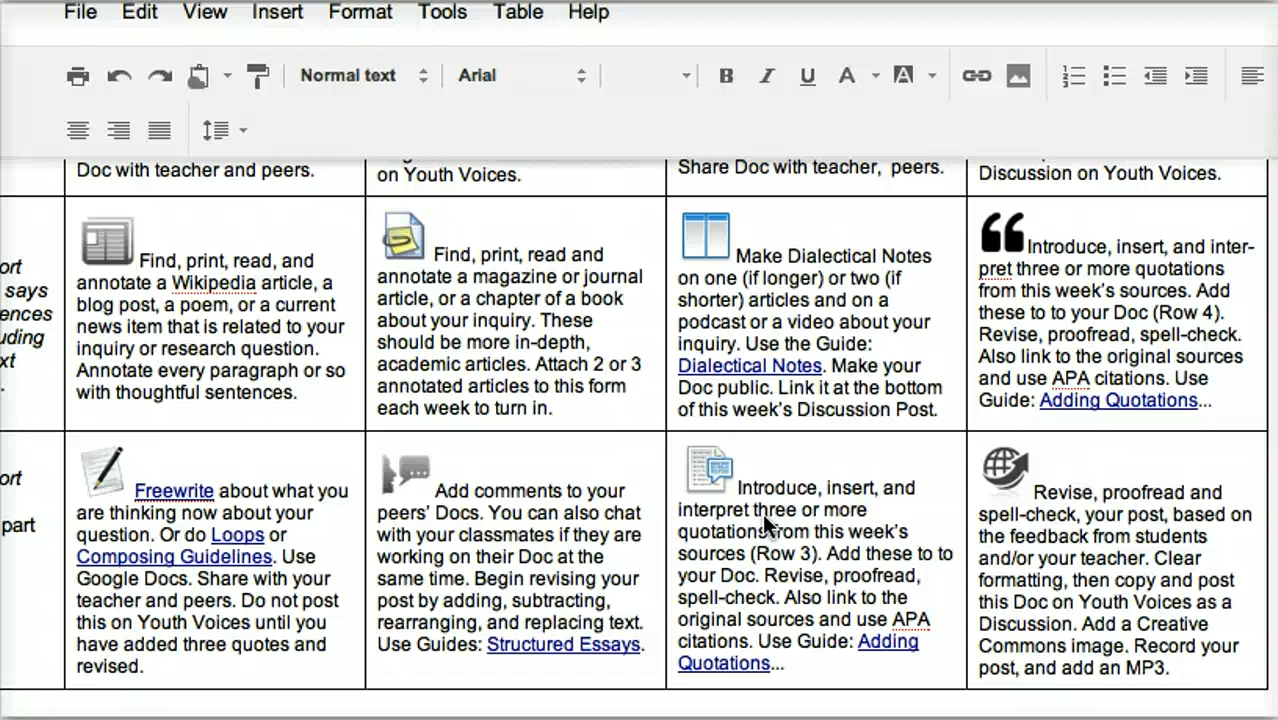 File Edit View Insert Format Tools Table Help
Normal text Arial B I U A A
Doc with teacher and peers.
on Youth Voices.
Share Doc with teacher, peers.
Discussion on Youth Voices.
ort
says
ences
uding
xt
Find, print, read, and
annotate a Wikipedia article, a
blog post, a poem, or a current
news item that is related to your
inquiry or research question.
Annotate every paragraph or so
with thoughtful sentences.
Find, print, read and
annotate a magazine or journal
article, or a chapter of a book
about your inquiry. These
should be more in-depth,
academic articles. Attach 2 or 3
annotated articles to this form
each week to turn in.
Make Dialectical Notes
on one (if longer) or two (if
shorter) articles and on a
podcast or a video about your
inquiry. Use the Guide:
Dialectical Notes. Make your
Doc public. Link it at the bottom
of this week's Discussion Post.
Introduce, insert, and inter-
pret three or more quotations
from this week's sources. Add
these to to your Doc (Row 4).
Revise, proofread, spell-check.
Also link to the original sources
and use APA citations. Use
Guide: Adding Quotations...
ort
part
Freewrite about what you
are thinking now about your
question. Or do Loops or
Composing Guidelines. Use
Google Docs. Share with your
teacher and peers. Do not post
this on Youth Voices until you
have added three quotes and
revised.
Add comments to your
peers' Docs. You can also chat
with your classmates if they are
working on their Doc at the
same time. Begin revising your
post by adding, subtracting,
rearranging, and replacing text.
Use Guides: Structured Essays.
Introduce, insert, and
interpret three or more
quotations from this week's
sources (Row 3). Add these to to
your Doc. Revise, proofread,
spell-check. Also link to the
original sources and use APA
citations. Use Guide: Adding
Quotations...
Revise, proofread and
spell-check, your post, based on
the feedback from students
and/or your teacher. Clear
formatting, then copy and post
this Doc on Youth Voices as a
Discussion. Add a Creative
Commons image. Record your
post, and add an MP3.